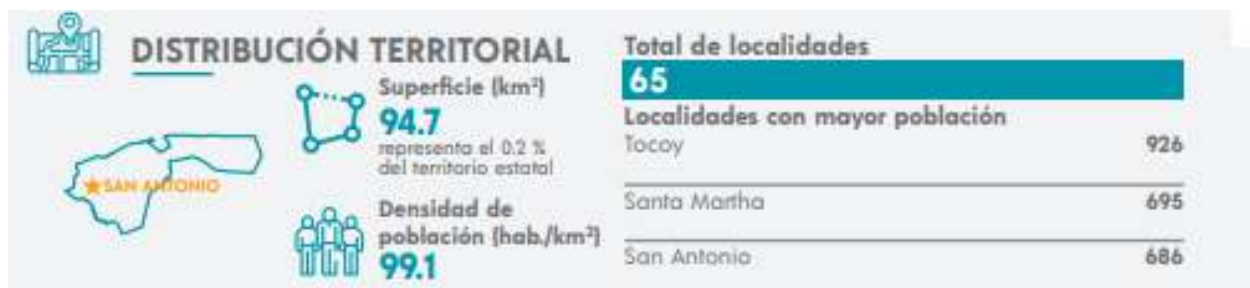 DISTRIBUCIÓN TERRITORIAL
SAN ANTONIO
Superficie (km²)
94.7
representa el 0.2 %
del territorio estatal
Densidad de
población (hab./km²)
99.1
Total de localidades
65
Localidades con mayor población
Tocoy 926
Santa Martha 695
San Antonio 686